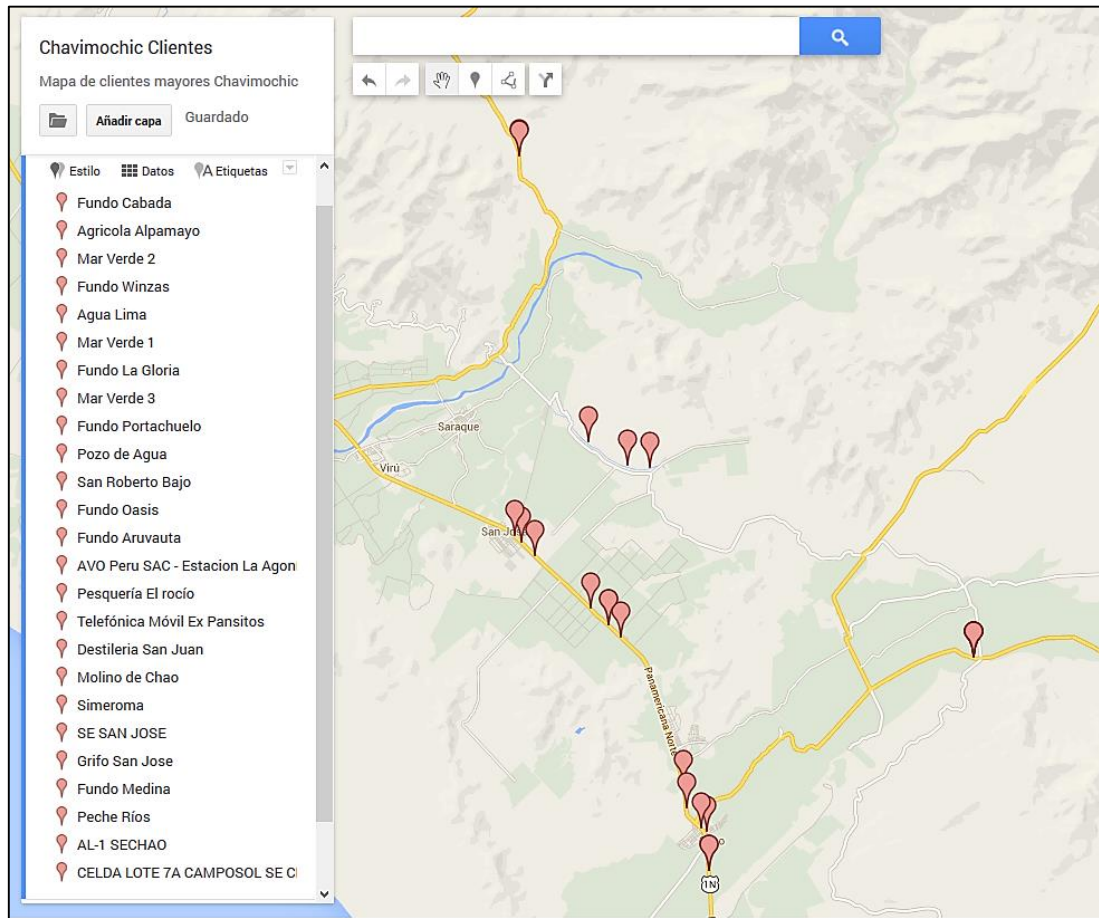 Chavimochic Clientes
Mapa de clientes mayores Chavimochic
Añadir capa Guardado
Estilo Datos A Etiquetas
Fundo Cabada
Agricola Alpamayo
Mar Verde 2
Fundo Winzas
Agua Lima
Mar Verde 1
Fundo La Gloria
Mar Verde 3
Fundo Portachuelo
Pozo de Agua
San Roberto Bajo
Fundo Oasis
Fundo Aruvauta
AVO Peru SAC - Estacion La Agon
Pesquería El rocío
Telefónica Móvil Ex Pansitos
Destileria San Juan
Molino de Chao
Simeroma
SE SAN JOSE
Grifo San Jose
Fundo Medina
Peche Ríos
AL-1 SECHAO
CELDA LOTE 7A CAMPOSOL SE C
Saraque
Virú
San José
Panamericana Norte
1N